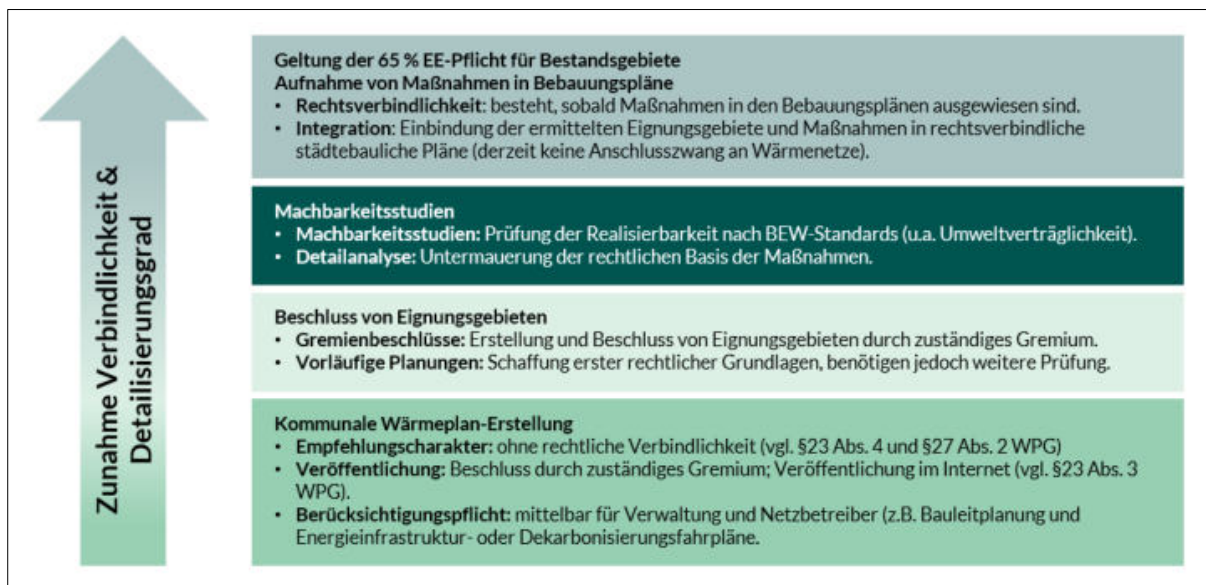 Zunahme Verbindlichkeit &
Detailisierungsgrad
Geltung der 65 % EE-Pflicht für Bestandsgebiete
Aufnahme von Maßnahmen in Bebauungspläne
• Rechtsverbindlichkeit: besteht, sobald Maßnahmen in den Bebauungsplänen ausgewiesen sind.
• Integration: Einbindung der ermittelten Eignungsgebiete und Maßnahmen in rechtsverbindliche
städtebauliche Pläne (derzeit keine Anschlusszwang an Wärmenetze).
Machbarkeitsstudien
• Machbarkeitsstudien: Prüfung der Realisierbarkeit nach BEW-Standards (u.a. Umweltverträglichkeit).
• Detailanalyse: Untermauerung der rechtlichen Basis der Maßnahmen.
Beschluss von Eignungsgebieten
• Gremienbeschlüsse: Erstellung und Beschluss von Eignungsgebieten durch zuständiges Gremium.
• Vorläufige Planungen: Schaffung erster rechtlicher Grundlagen, benötigen jedoch weitere Prüfung.
Kommunale Wärmeplan-Erstellung
• Empfehlungscharakter: ohne rechtliche Verbindlichkeit (vgl. §23 Abs. 4 und §27 Abs. 2 WPG)
• Veröffentlichung: Beschluss durch zuständiges Gremium; Veröffentlichung im Internet (vgl. §23 Abs. 3
WPG).
• Berücksichtigungspflicht: mittelbar für Verwaltung und Netzbetreiber (z.B. Bauleitplanung und
Energieinfrastruktur- oder Dekarbonisierungsfahrpläne.